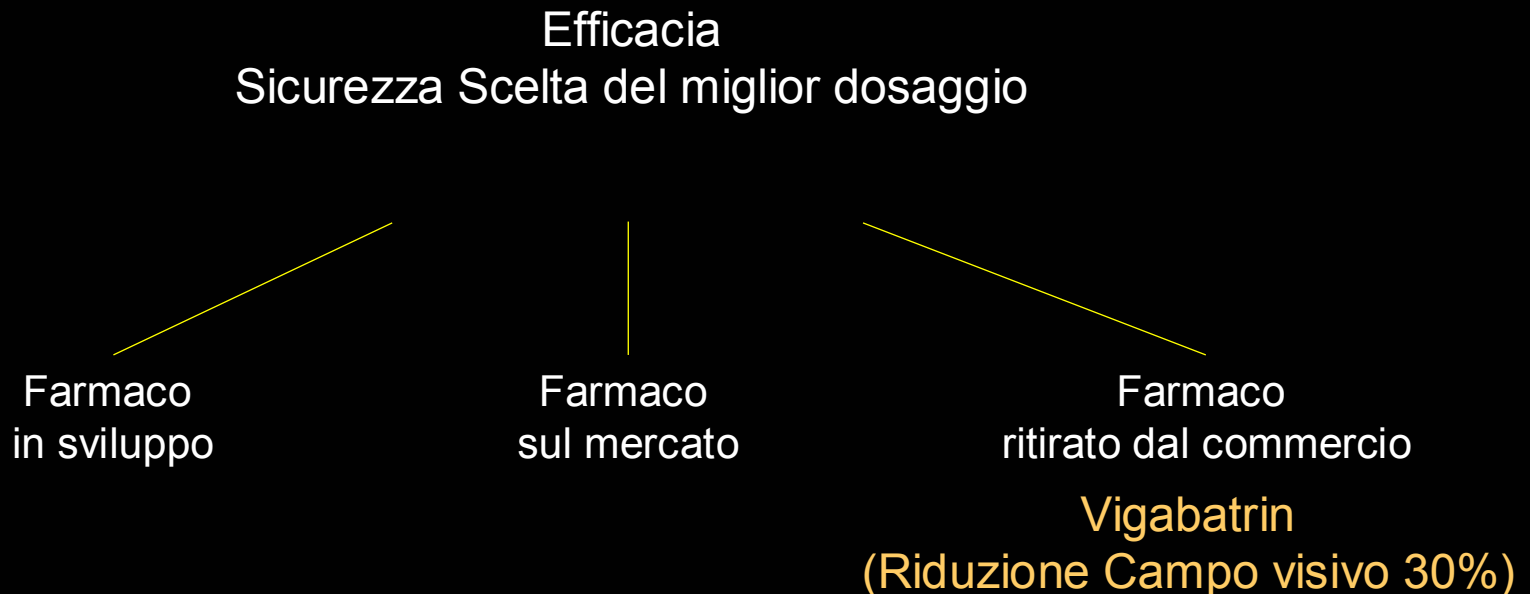 Efficacia
Sicurezza Scelta del miglior dosaggio
Farmaco
in sviluppo
Farmaco
sul mercato
Farmaco
ritirato dal commercio
Vigabatrin
(Riduzione Campo visivo 30%)